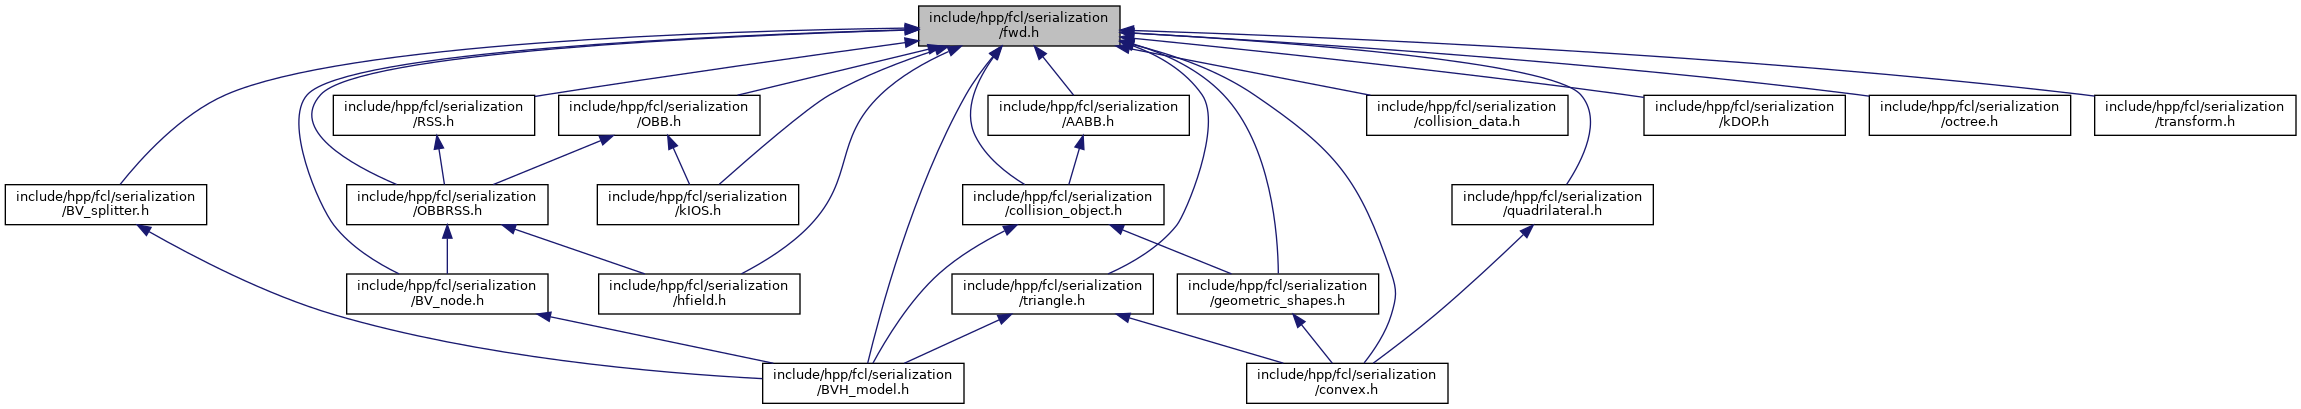 include/hpp/fcl/serialization
/fwd.h
include/hpp/fcl/serialization
/RSS.h
include/hpp/fcl/serialization
/OBB.h
include/hpp/fcl/serialization
/AABB.h
include/hpp/fcl/serialization
/collision_data.h
include/hpp/fcl/serialization
/kDOP.h
include/hpp/fcl/serialization
/octree.h
include/hpp/fcl/serialization
/transform.h
include/hpp/fcl/serialization
/BV_splitter.h
include/hpp/fcl/serialization
/OBBRSS.h
include/hpp/fcl/serialization
/kIOS.h
include/hpp/fcl/serialization
/collision_object.h
include/hpp/fcl/serialization
/quadrilateral.h
include/hpp/fcl/serialization
/BV_node.h
include/hpp/fcl/serialization
/hfield.h
include/hpp/fcl/serialization
/triangle.h
include/hpp/fcl/serialization
/geometric_shapes.h
include/hpp/fcl/serialization
/BVH_model.h
include/hpp/fcl/serialization
/convex.h